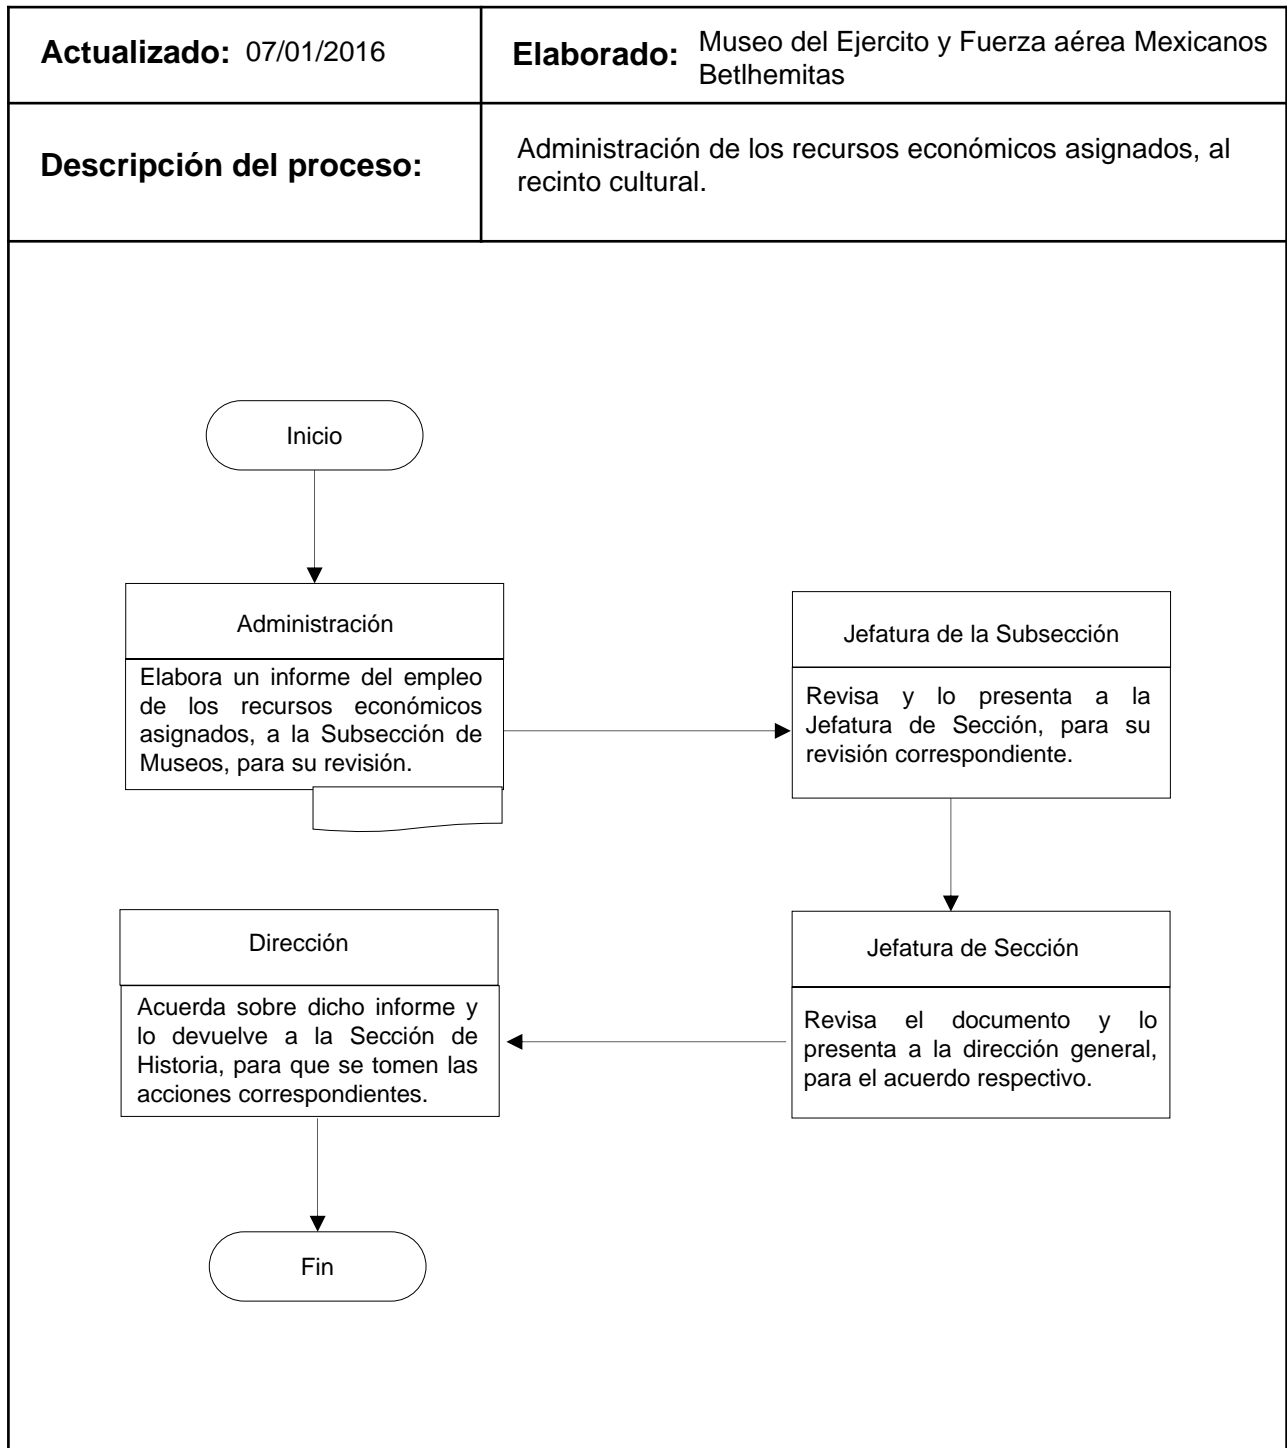 Actualizado: 07/01/2016
Elaborado: Museo del Ejercito y Fuerza aérea Mexicanos
Betlhemitas
Descripción del proceso:
Administración de los recursos económicos asignados, al
recinto cultural.
Inicio
Administración
Elabora un informe del empleo
de los recursos económicos
asignados, a la Subsección de
Museos, para su revisión.
Jefatura de la Subsección
Revisa y lo presenta a la
Jefatura de Sección, para su
revisión correspondiente.
Jefatura de Sección
Revisa el documento y lo
presenta a la dirección general,
para el acuerdo respectivo.
Dirección
Acuerda sobre dicho informe y
lo devuelve a la Sección de
Historia, para que se tomen las
acciones correspondientes.
Fin